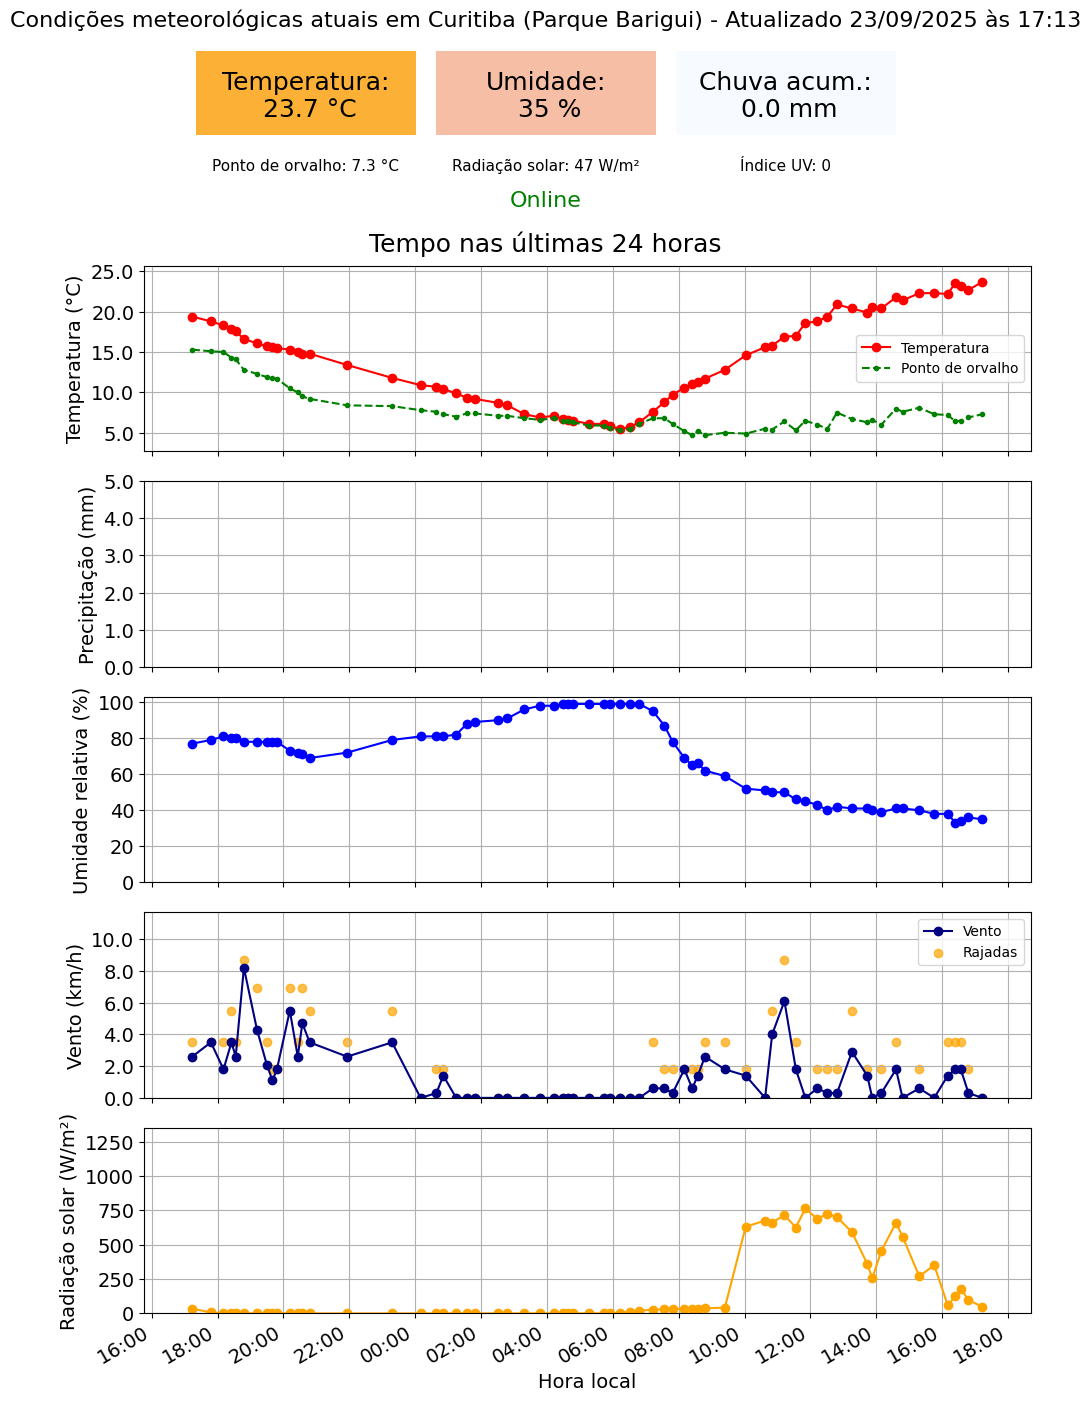 Condições meteorológicas atuais em Curitiba (Parque Barigui) - Atualizado 23/09/2025 às 17:13
Temperatura:
23.7 °C
Umidade:
35 %
Chuva acum.:
0.0 mm
Ponto de orvalho: 7.3 °C
Radiação solar: 47 W/m²
Índice UV: 0
Online
Tempo nas últimas 24 horas
Temperatura (°C)
25.0
20.0
15.0
10.0
5.0
Temperatura
Ponto de orvalho
Precipitação (mm)
5.0
4.0
3.0
2.0
1.0
0.0
Umidade relativa (%)
100
80
60
40
20
0
Vento (km/h)
10.0
8.0
6.0
4.0
2.0
0.0
Vento
Rajadas
Radiação solar (W/m²)
1250
1000
750
500
250
0
16:00
18:00
20:00
22:00
00:00
02:00
04:00
06:00
08:00
10:00
12:00
14:00
16:00
18:00
Hora local